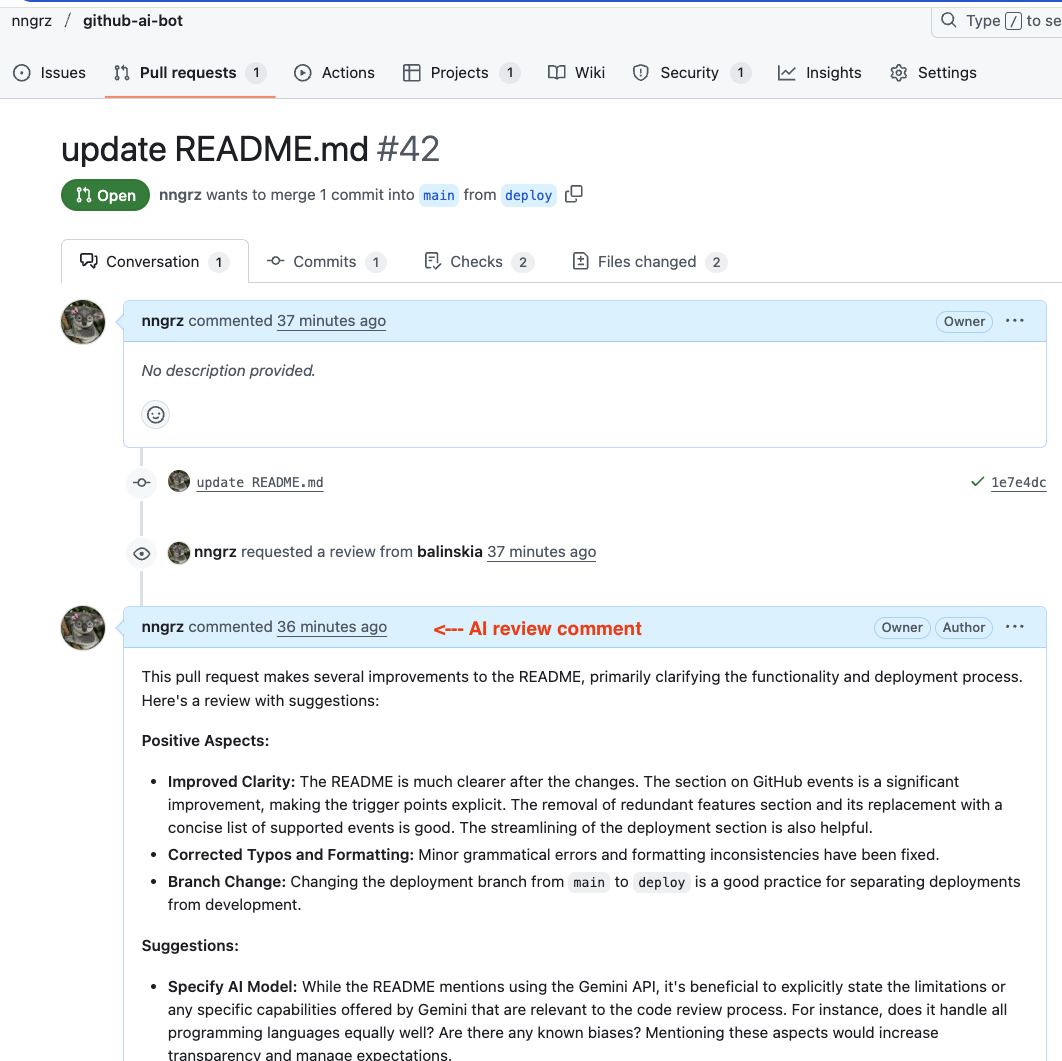 nngrz / github-ai-bot
Type / to se
Issues Pull requests 1 Actions Projects 1 Wiki Security 1 Insights Settings
update README.md #42
Open nngrz wants to merge 1 commit into main from deploy
Conversation 1 Commits 1 Checks 2 Files changed 2
nngrz commented 37 minutes ago Owner ...
No description provided.
update README.md 1e7e4dc
nngrz requested a review from balinskia 37 minutes ago
nngrz commented 36 minutes ago <--- AI review comment Owner Author ...
This pull request makes several improvements to the README, primarily clarifying the functionality and deployment process.
Here's a review with suggestions:
Positive Aspects:
• Improved Clarity: The README is much clearer after the changes. The section on GitHub events is a significant
improvement, making the trigger points explicit. The removal of redundant features section and its replacement with a
concise list of supported events is good. The streamlining of the deployment section is also helpful.
• Corrected Typos and Formatting: Minor grammatical errors and formatting inconsistencies have been fixed.
• Branch Change: Changing the deployment branch from main to deploy is a good practice for separating deployments
from development.
Suggestions:
• Specify AI Model: While the README mentions using the Gemini API, it's beneficial to explicitly state the limitations or
any specific capabilities offered by Gemini that are relevant to the code review process. For instance, does it handle all
programming languages equally well? Are there any known biases? Mentioning these aspects would increase
transparency and manage expectations.